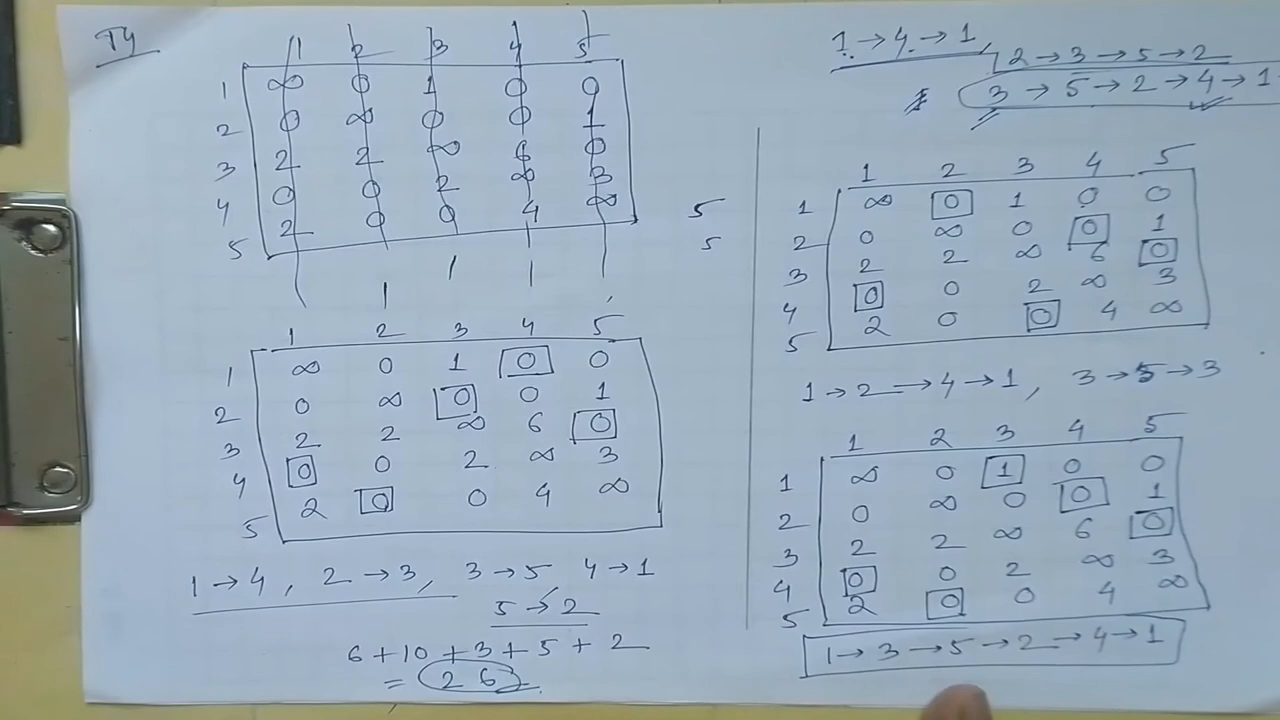 T4
1 2 3 4 5
1 ∞ 0 1 0 0
2 0 ∞ 0 0 1
3 2 2 ∞ 6 0
4 0 0 2 ∞ 3
5 2 0 0 4 ∞
1 2 3 4 5
1 ∞ 0 1 0 0
2 0 ∞ 0 0 1
3 2 2 ∞ 6 0
4 0 0 2 ∞ 3
5 2 0 0 4 ∞
1 → 4 , 2 → 3 , 3 → 5 4 → 1
5 → 2
6 + 10 + 3 + 5 + 2
= 26
5
5
1 → 4 → 1,
2 → 3 → 5 → 2
3 → 5 → 2 → 4 → 1
1 2 3 4 5
1 ∞ 0 1 0 0
2 0 ∞ 0 0 1
3 2 2 ∞ 6 0
4 0 0 2 ∞ 3
5 2 0 0 4 ∞
1 → 2 → 4 → 1 , 3 → 5 → 3
1 2 3 4 5
1 ∞ 0 1 0 0
2 0 ∞ 0 0 1
3 2 2 ∞ 6 0
4 0 0 2 ∞ 3
5 2 0 0 4 ∞
1 → 3 → 5 → 2 → 4 → 1